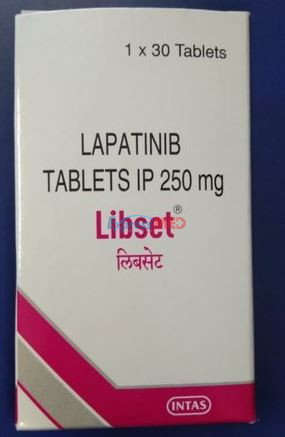 1 x 30 Tablets
LAPATINIB
TABLETS IP 250 mg
Libset®
लिबसेट
INTAS